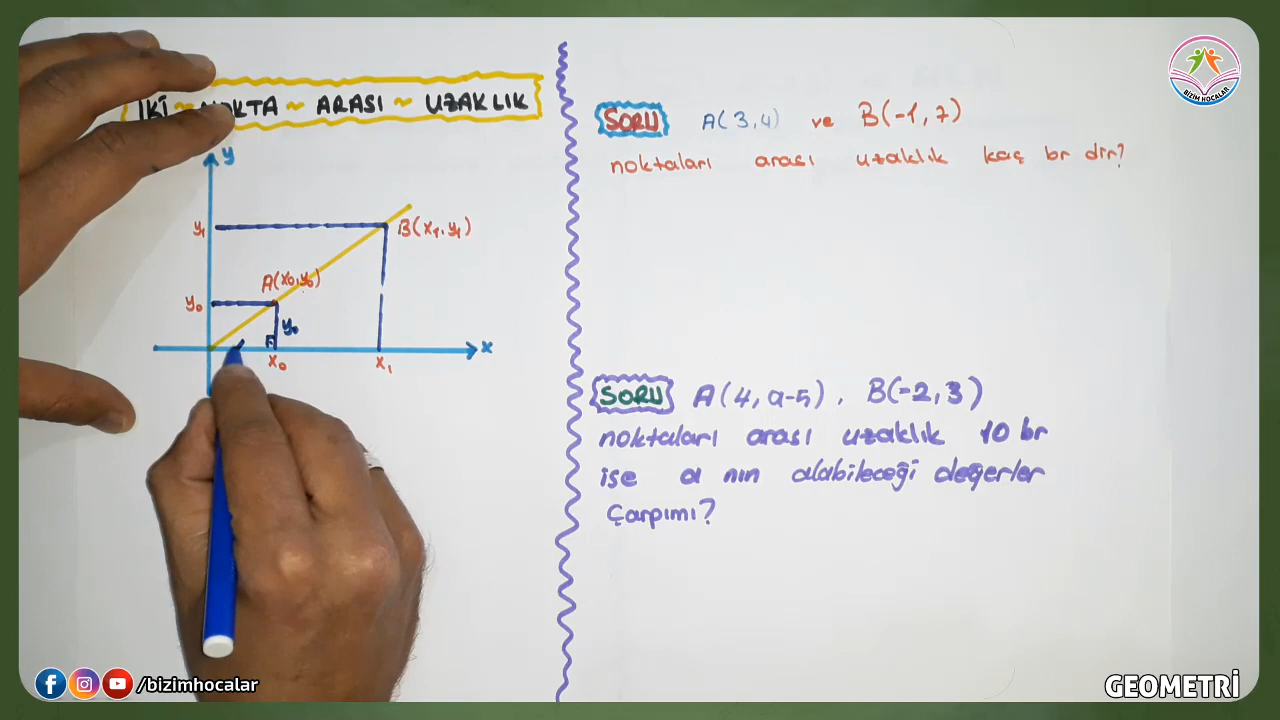 İKİ ~ NOKTA ~ ARASI ~ UZAKLIK
y
y₁
B(x₁,y₁)
A(x₀,y₀)
y₀
y₀
x
x₀
x₁
SORU A(3,4) ve B(-1,7)
noktaları arası uzaklık kaç br dir?
SORU A(4,a-5), B(-2,3)
noktaları arası uzaklık 10 br
ise a nın alabileceği değerler
Çarpımı?
BİZİM HOCALAR
/bizimhocalar
GEOMETRİ